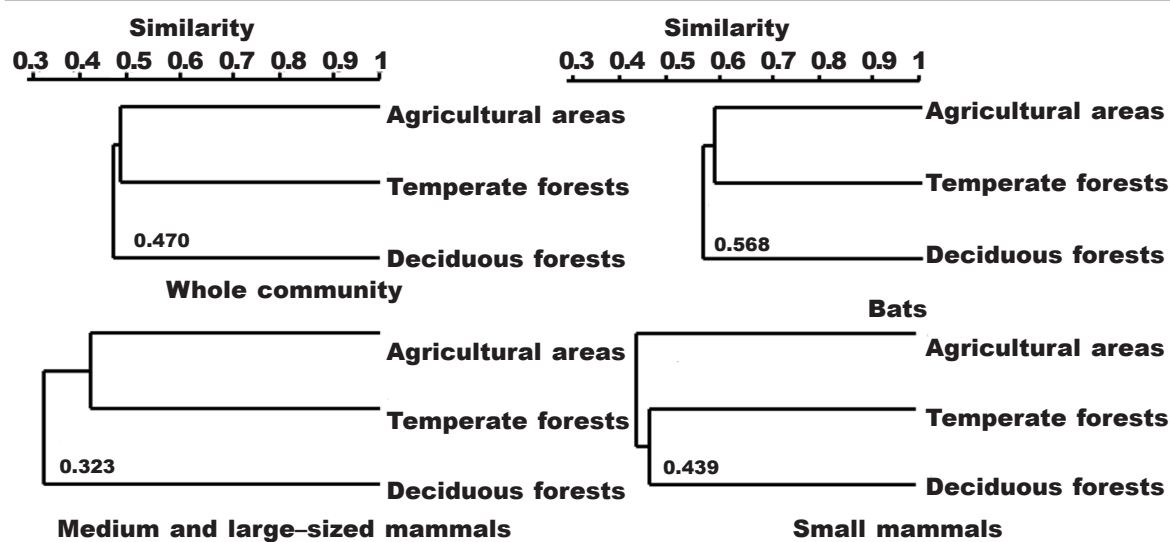 Similarity
0.3 0.4 0.5 0.6 0.7 0.8 0.9 1
Agricultural areas
Temperate forests
0.470
Deciduous forests
Whole community
Similarity
0.3 0.4 0.5 0.6 0.7 0.8 0.9 1
Agricultural areas
Temperate forests
0.568
Deciduous forests
Bats
Agricultural areas
Temperate forests
0.323
Deciduous forests
Medium and large–sized mammals
Agricultural areas
Temperate forests
0.439
Deciduous forests
Small mammals